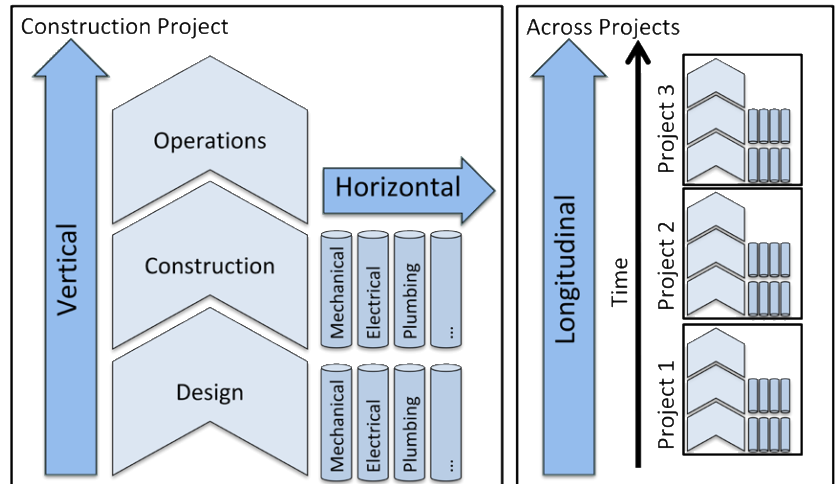 Construction Project
Vertical
Operations
Horizontal
Construction
Mechanical
Electrical
Plumbing
...
Design
Mechanical
Electrical
Plumbing
...
Across Projects
Longitudinal
Time
Project 3
Project 2
Project 1